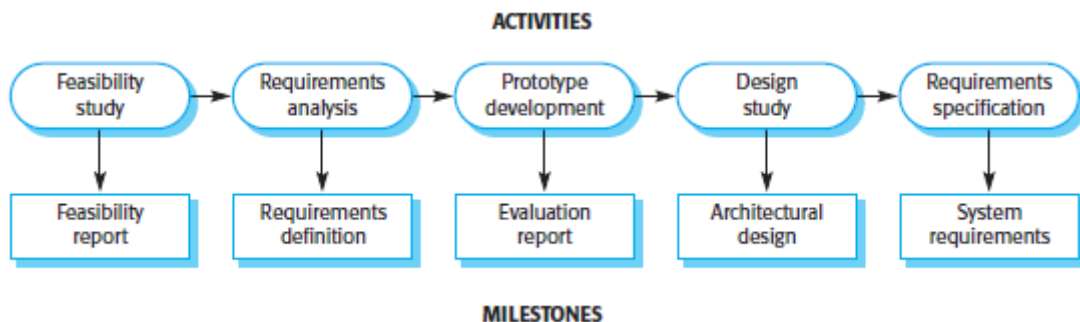 ACTIVITIES
Feasibility
study
Requirements
analysis
Prototype
development
Design
study
Requirements
specification
Feasibility
report
Requirements
definition
Evaluation
report
Architectural
design
System
requirements
MILESTONES